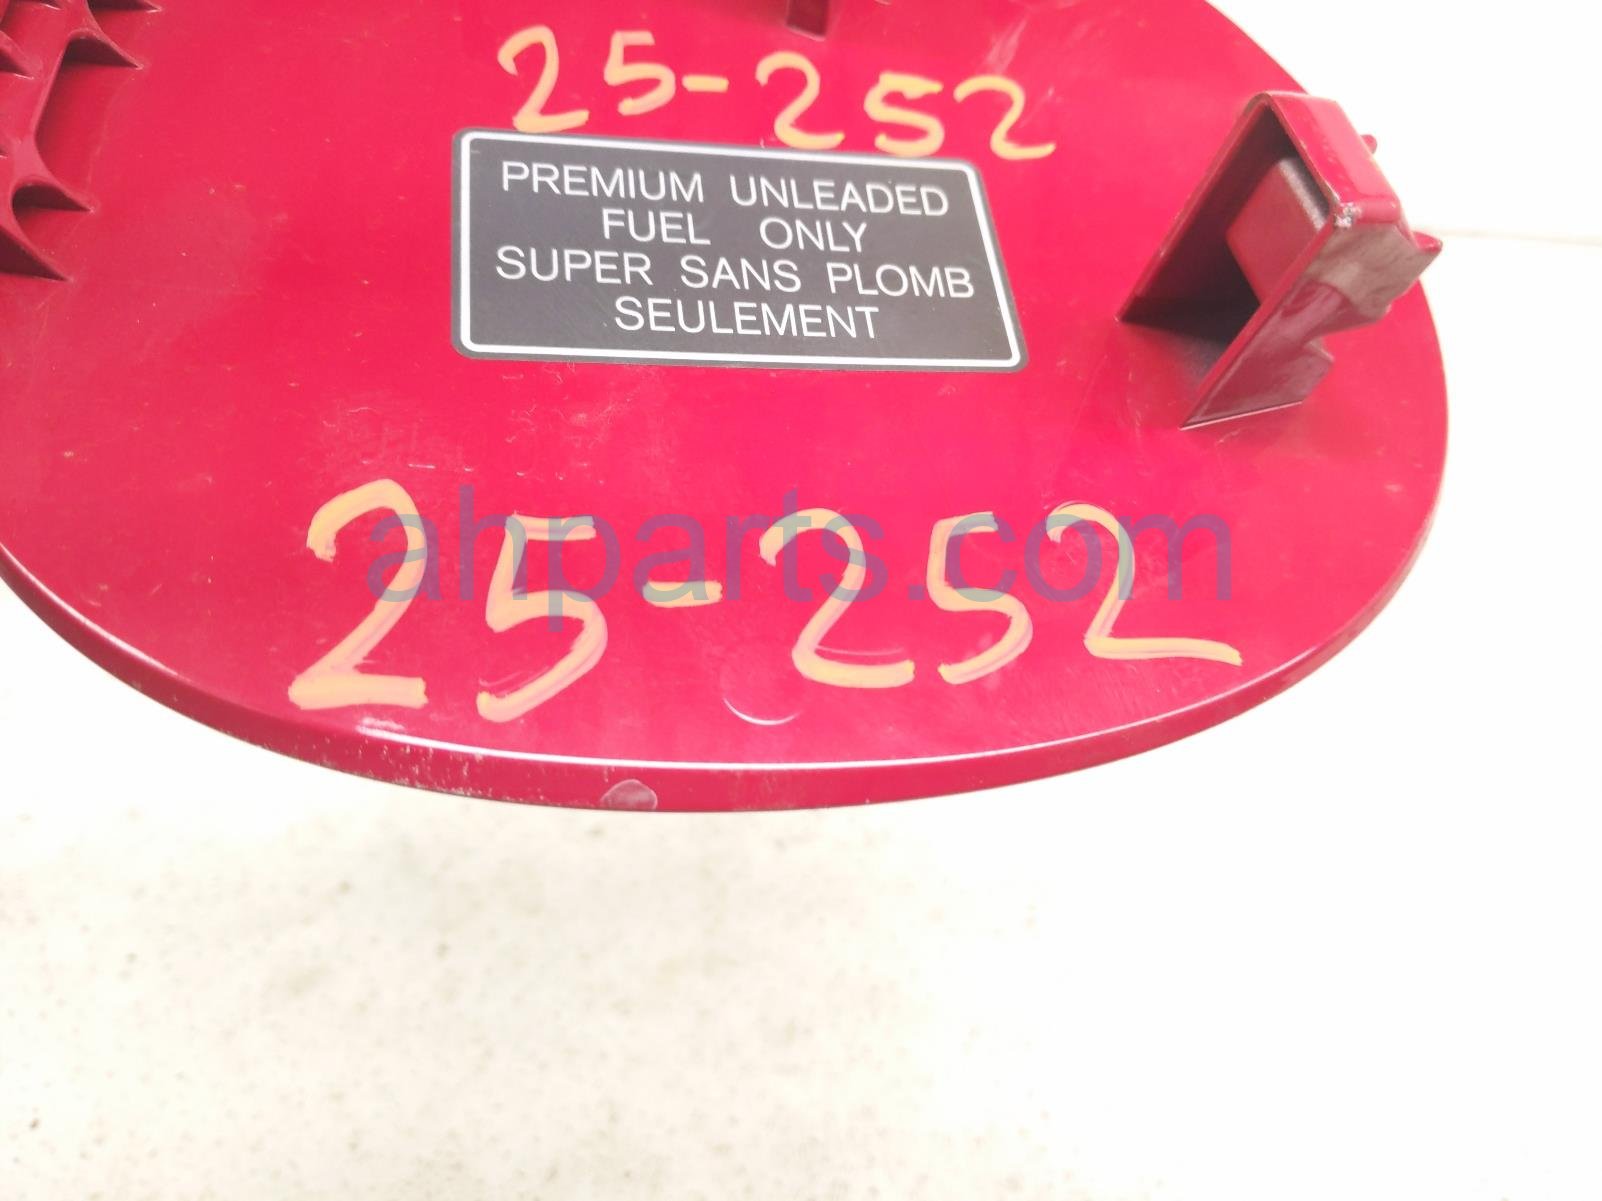 25-252
PREMIUM UNLEADED
FUEL ONLY
SUPER SANS PLOMB
SEULEMENT
25-252
ahparts.com